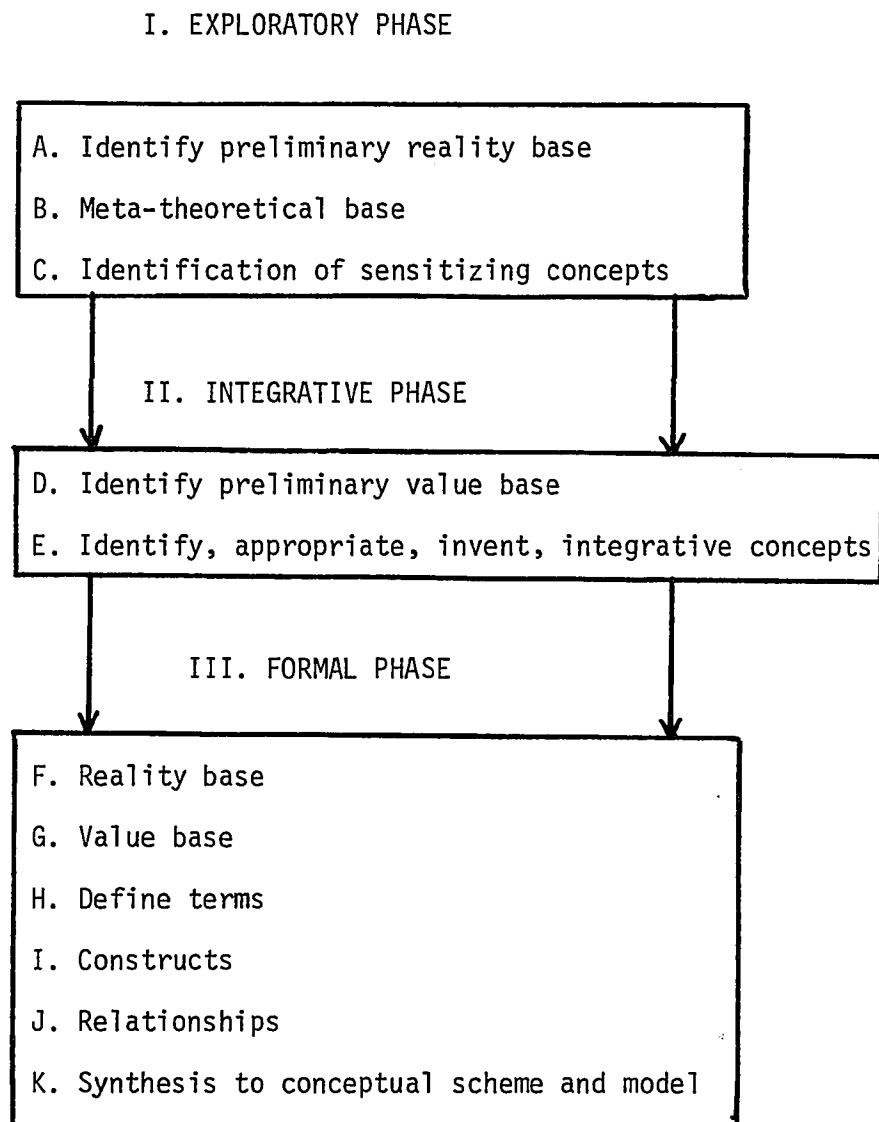 I. EXPLORATORY PHASE
A. Identify preliminary reality base
B. Meta-theoretical base
C. Identification of sensitizing concepts
II. INTEGRATIVE PHASE
D. Identify preliminary value base
E. Identify, appropriate, invent, integrative concepts
III. FORMAL PHASE
F. Reality base
G. Value base
H. Define terms
I. Constructs
J. Relationships
K. Synthesis to conceptual scheme and model